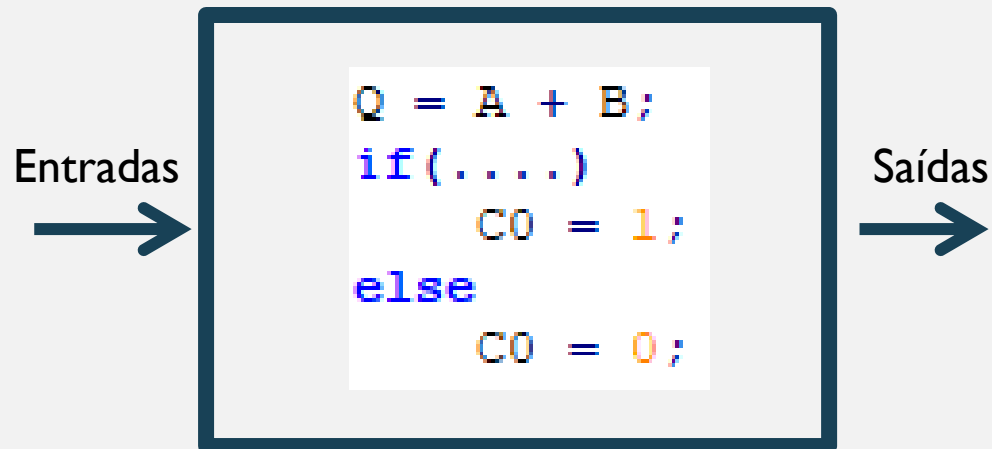 Entradas
Q = A + B;
if(....)
C0 = 1;
else
C0 = 0;
Saídas